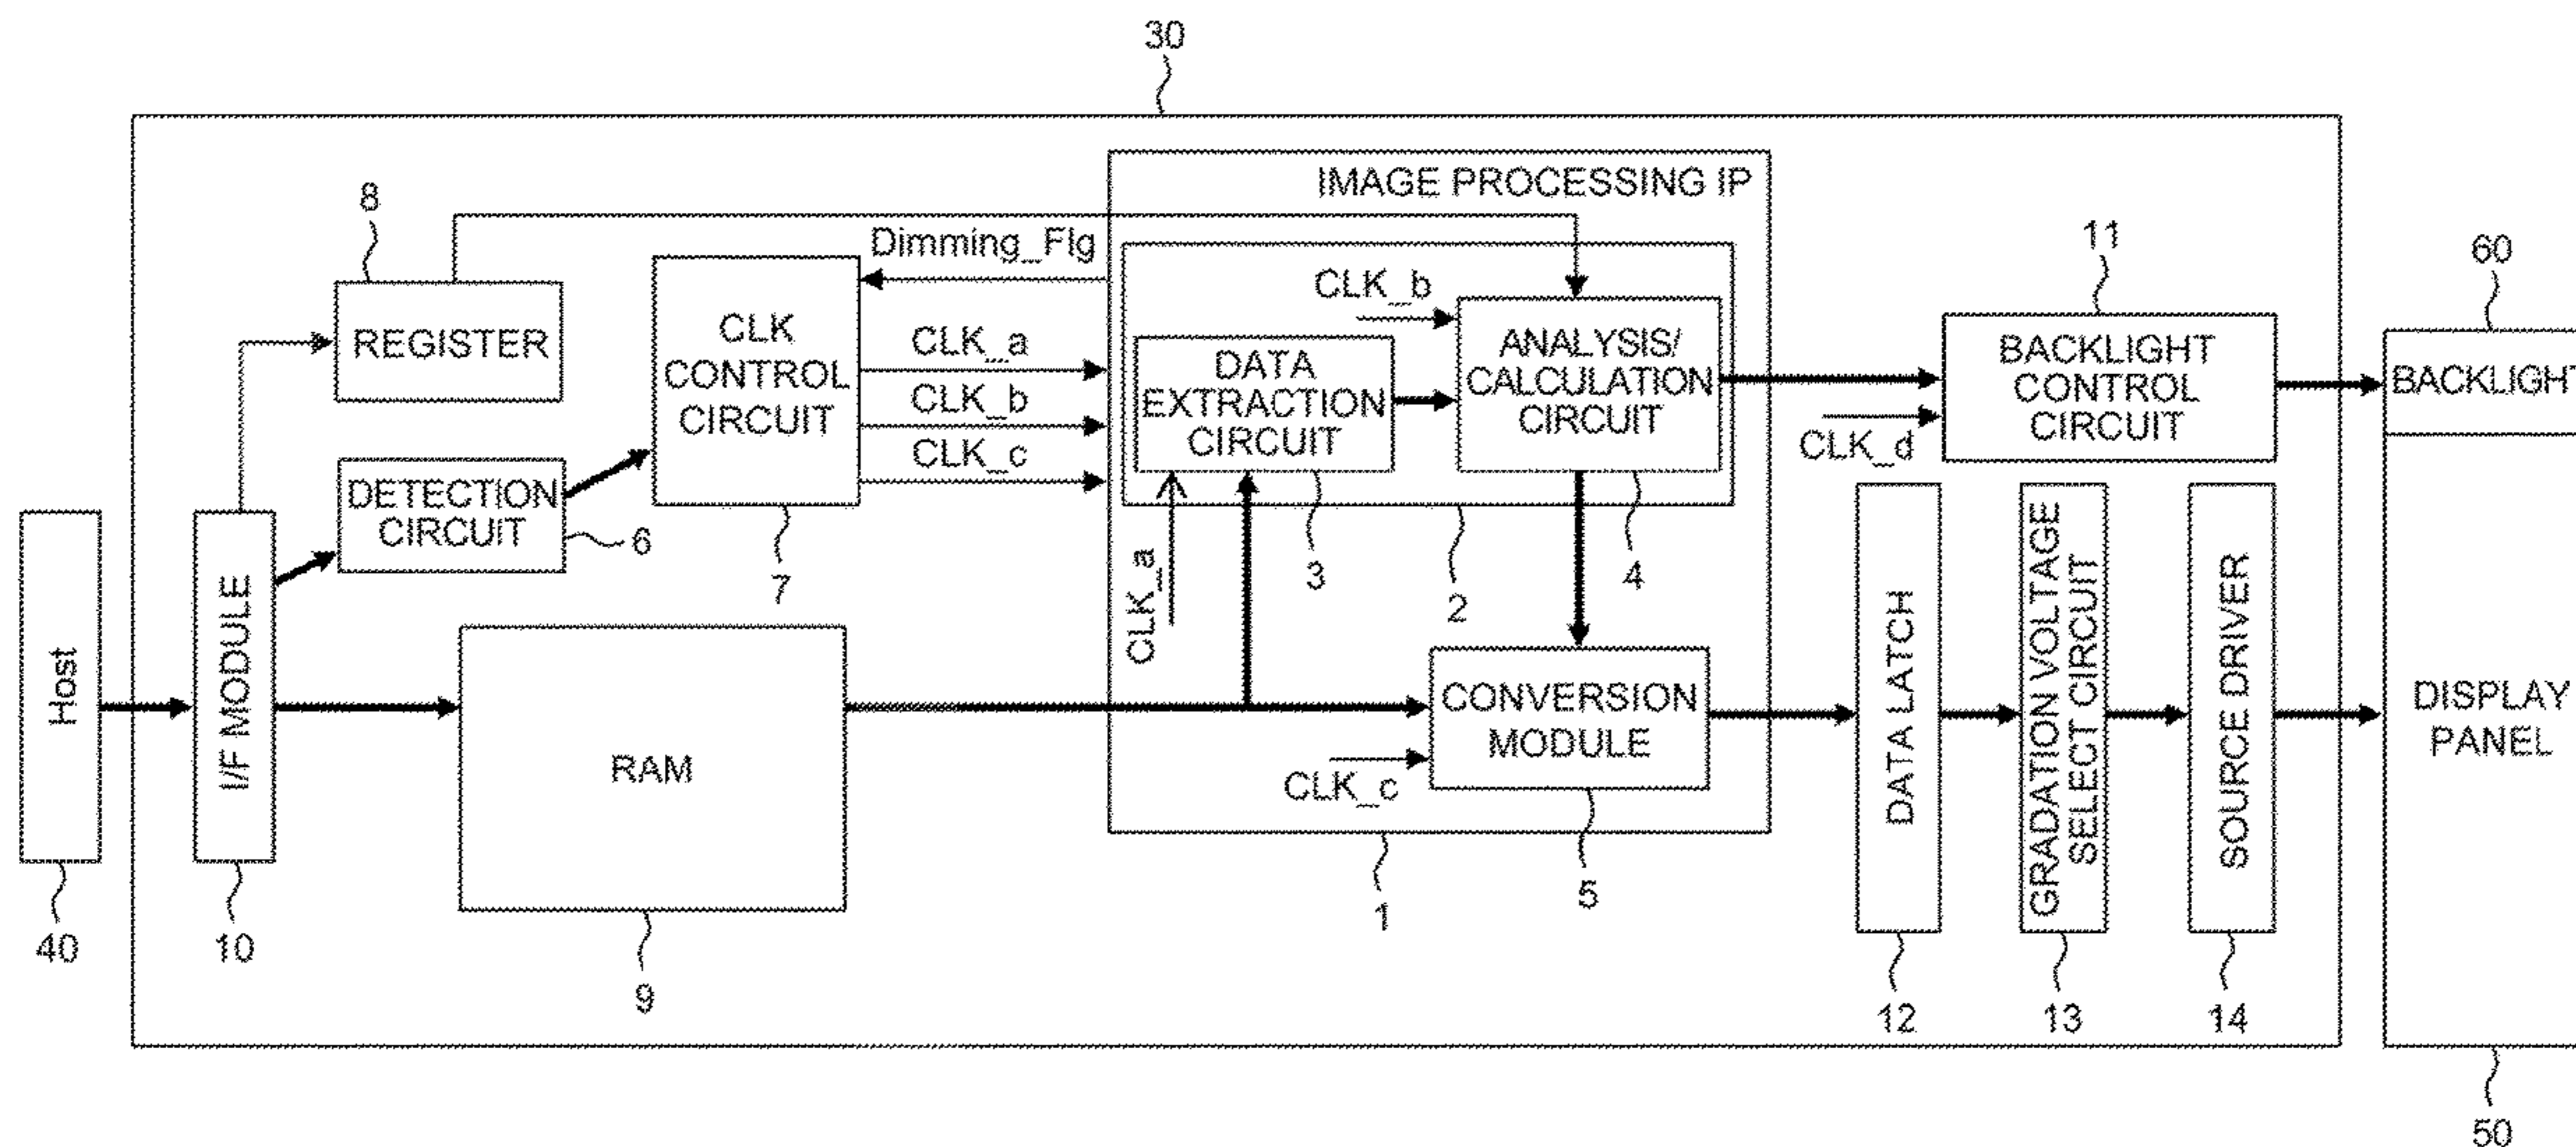 30
IMAGE PROCESSING IP
8
Dimming_Flg
11
60
REGISTER
CLK
CONTROL
CIRCUIT
CLK_a
CLK_b
CLK_c
CLK_b
ANALYSIS/
CALCULATION
CIRCUIT
DATA
EXTRACTION
CIRCUIT
BACKLIGHT
CONTROL
CIRCUIT
CLK_d
BACKLIGHT
DETECTION
CIRCUIT
6
7
3
2
4
CLK_a
Host
I/F MODULE
RAM
CONVERSION
MODULE
CLK_c
DATA LATCH
GRADATION VOLTAGE
SELECT CIRCUIT
SOURCE DRIVER
DISPLAY
PANEL
40
10
9
1
5
12
13
14
50